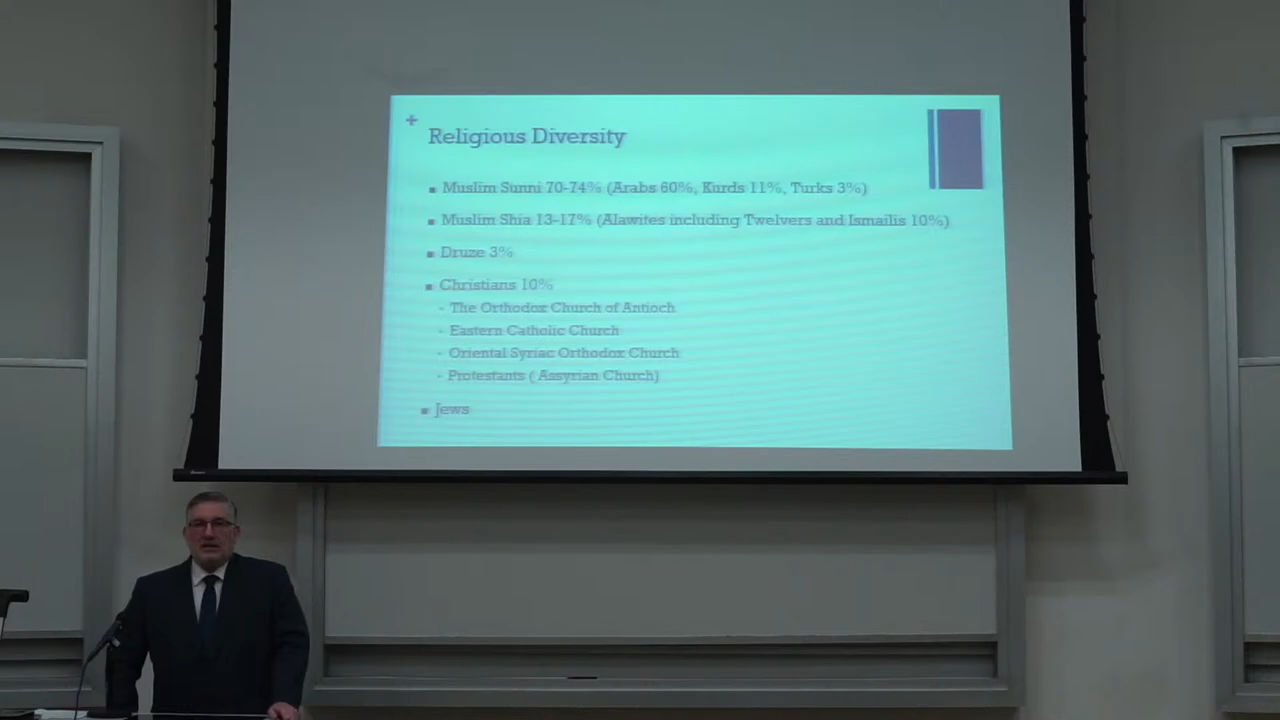 +
Religious Diversity
▪ Muslim Sunni 70-74% (Arabs 60%, Kurds 11%, Turks 3%)
▪ Muslim Shia 13-17% (Alawites including Twelvers and Ismailis 10%)
▪ Druze 3%
▪ Christians 10%
- The Orthodox Church of Antioch
- Eastern Catholic Church
- Oriental Syriac Orthodox Church
- Protestants ( Assyrian Church)
▪ Jews